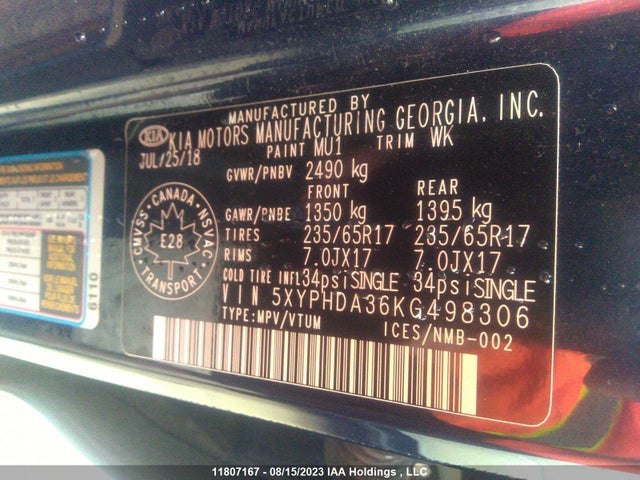 MANUFACTURED BY
KIA KIA MOTORS MANUFACTURING GEORGIA, INC.
JUL/25/18 PAINT MU1 TRIM WK
GVWR/PNBV 2490 kg
FRONT REAR
GAWR/PNBE 1350 kg 1395 kg
TIRES 235/65R17 235/65R17
RIMS 7.0JX17 7.0JX17
COLD TIRE INFL 34psi SINGLE 34psi SINGLE
VIN 5XYPHDA36KG498306
TYPE:MPV/VTUM ICES/NMB-002
CANADA
CMVSS NSVAC
E28
TRANSPORT
6110
11807167 - 08/15/2023 IAA Holdings , LLC